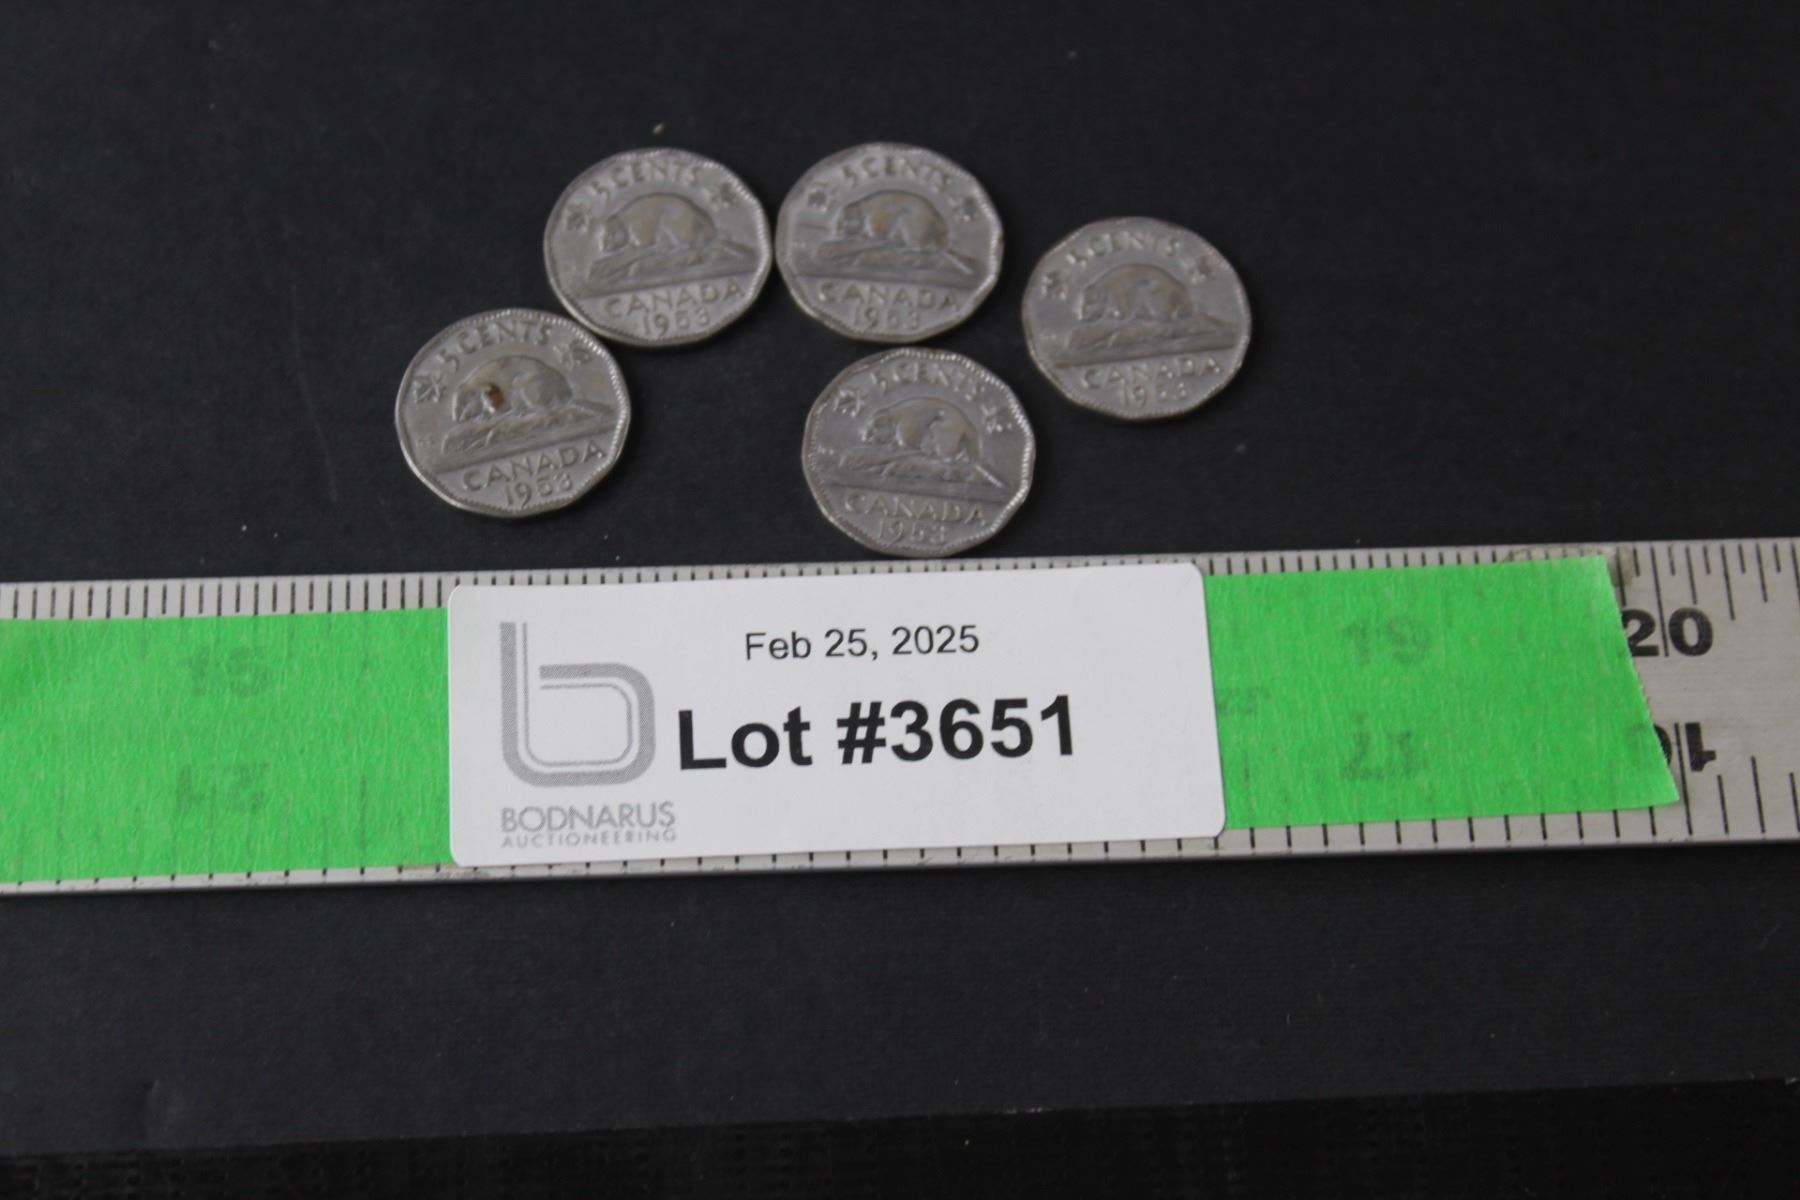 5 CENTS
CANADA
1953
5 CENTS
CANADA
1953
5 CENTS
CANADA
1953
5 CENTS
CANADA
1953
5 CENTS
CANADA
1953
Feb 25, 2025
Lot #3651
BODNARUS
AUCTIONEERING
20